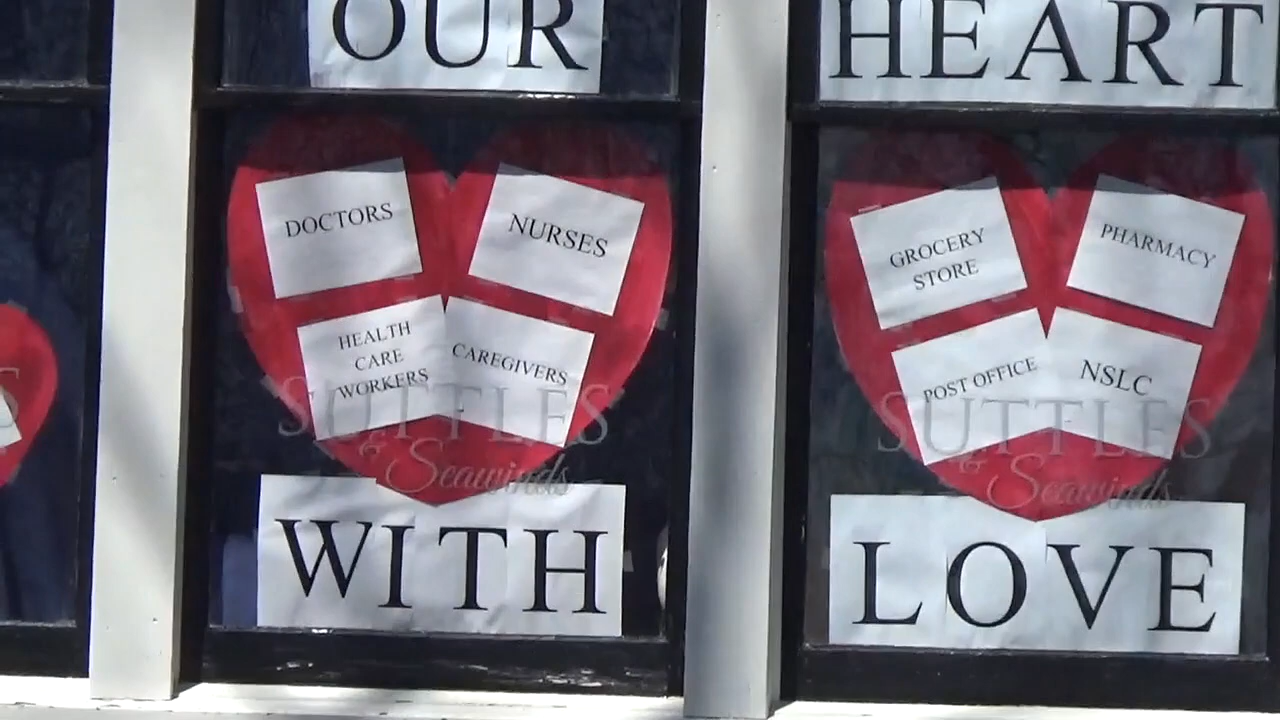 OUR
HEART
DOCTORS
NURSES
HEALTH
CARE
WORKERS
CAREGIVERS
GROCERY
STORE
PHARMACY
POST OFFICE
NSLC
SUTTLES
& Seawinds
SUTTLES
& Seawinds
WITH
LOVE